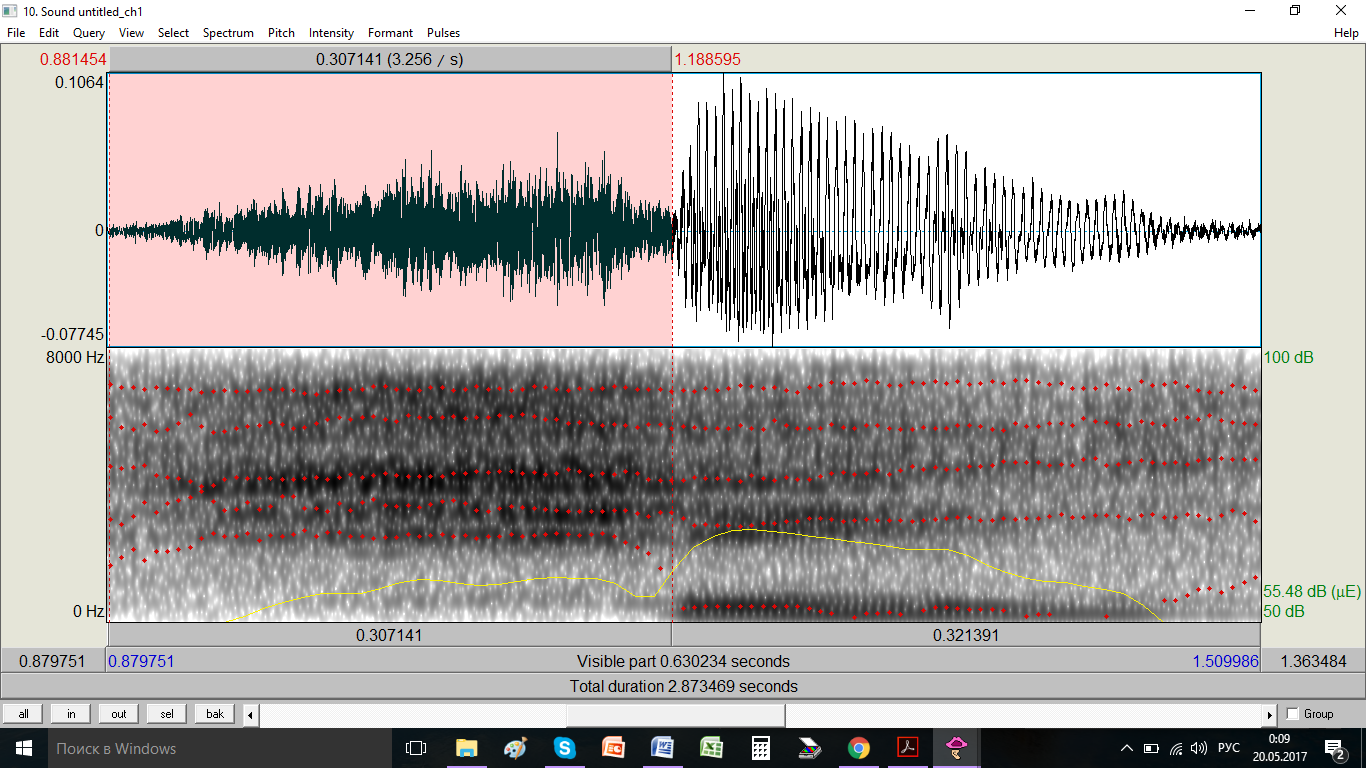 10. Sound untitled_ch1
File Edit Query View Select Spectrum Pitch Intensity Formant Pulses Help
0.881454 0.307141 (3.256 / s) 1.188595
0.1064
0
-0.07745
8000 Hz 100 dB
55.48 dB (µE)
0 Hz 50 dB
0.307141 0.321391
0.879751 0.879751 Visible part 0.630234 seconds 1.509986 1.363484
Total duration 2.873469 seconds
all in out sel bak Group
Поиск в Windows РУС 0:09
20.05.2017 2